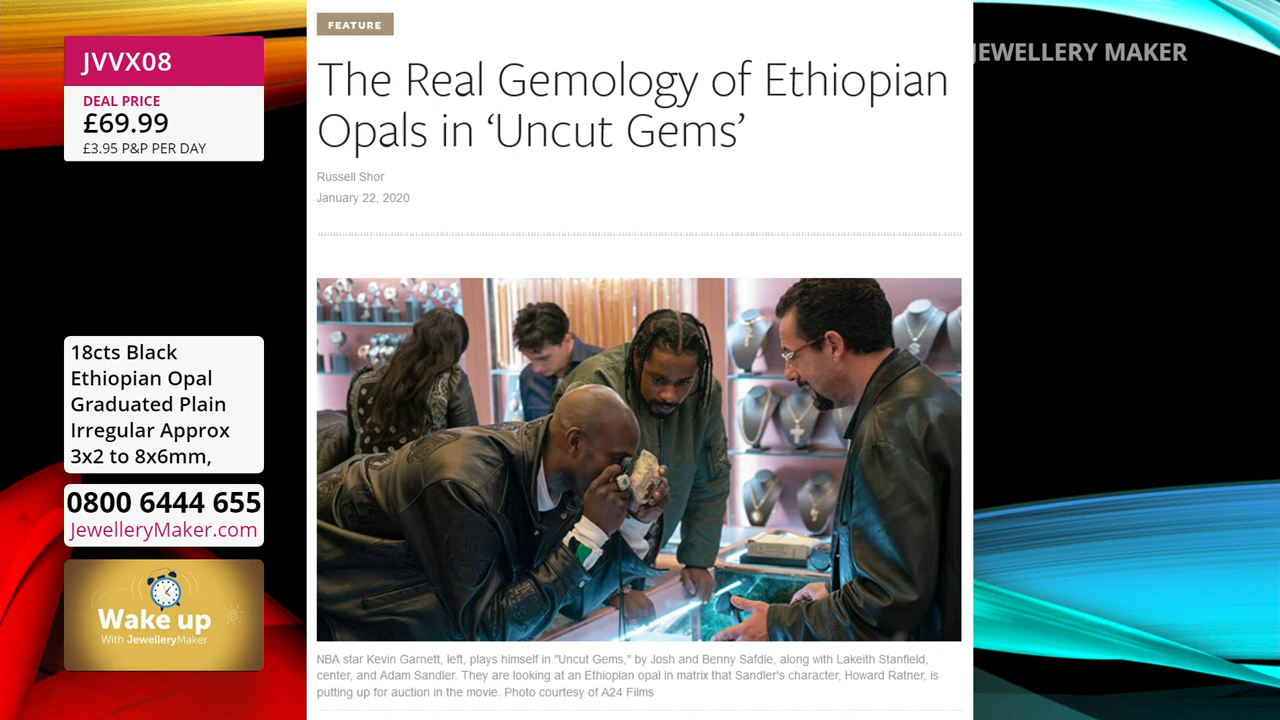 JVVX08
DEAL PRICE
£69.99
£3.95 P&P PER DAY
18cts Black
Ethiopian Opal
Graduated Plain
Irregular Approx
3x2 to 8x6mm,
0800 6444 655
JewelleryMaker.com
Wake up
With JewelleryMaker
FEATURE
The Real Gemology of Ethiopian
Opals in ‘Uncut Gems’
Russell Shor
January 22, 2020
NBA star Kevin Garnett, left, plays himself in "Uncut Gems," by Josh and Benny Safdie, along with Lakeith Stanfield,
center, and Adam Sandler. They are looking at an Ethiopian opal in matrix that Sandler's character, Howard Ratner, is
putting up for auction in the movie. Photo courtesy of A24 Films
JEWELLERY MAKER